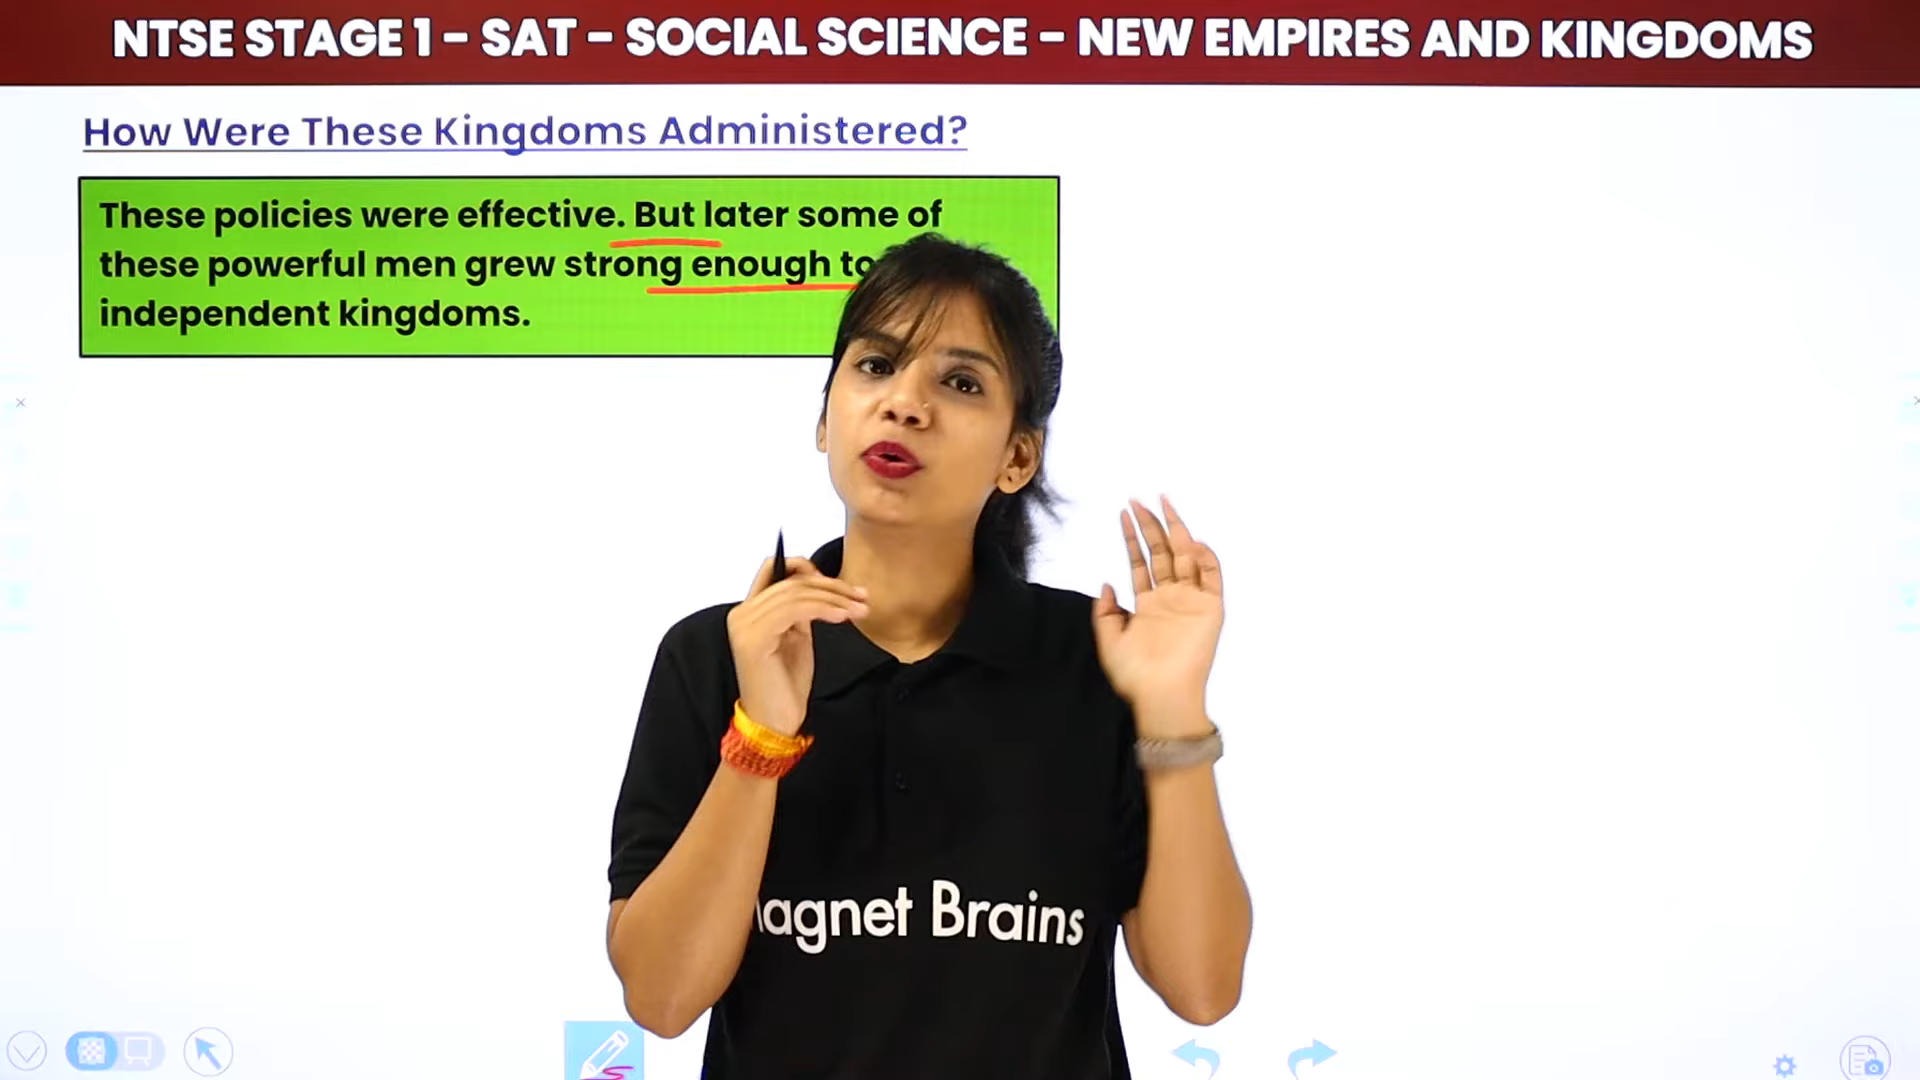 NTSE STAGE 1 - SAT - SOCIAL SCIENCE - NEW EMPIRES AND KINGDOMS
How Were These Kingdoms Administered?
These policies were effective. But later some of
these powerful men grew strong enough to
independent kingdoms.
agnet Brains